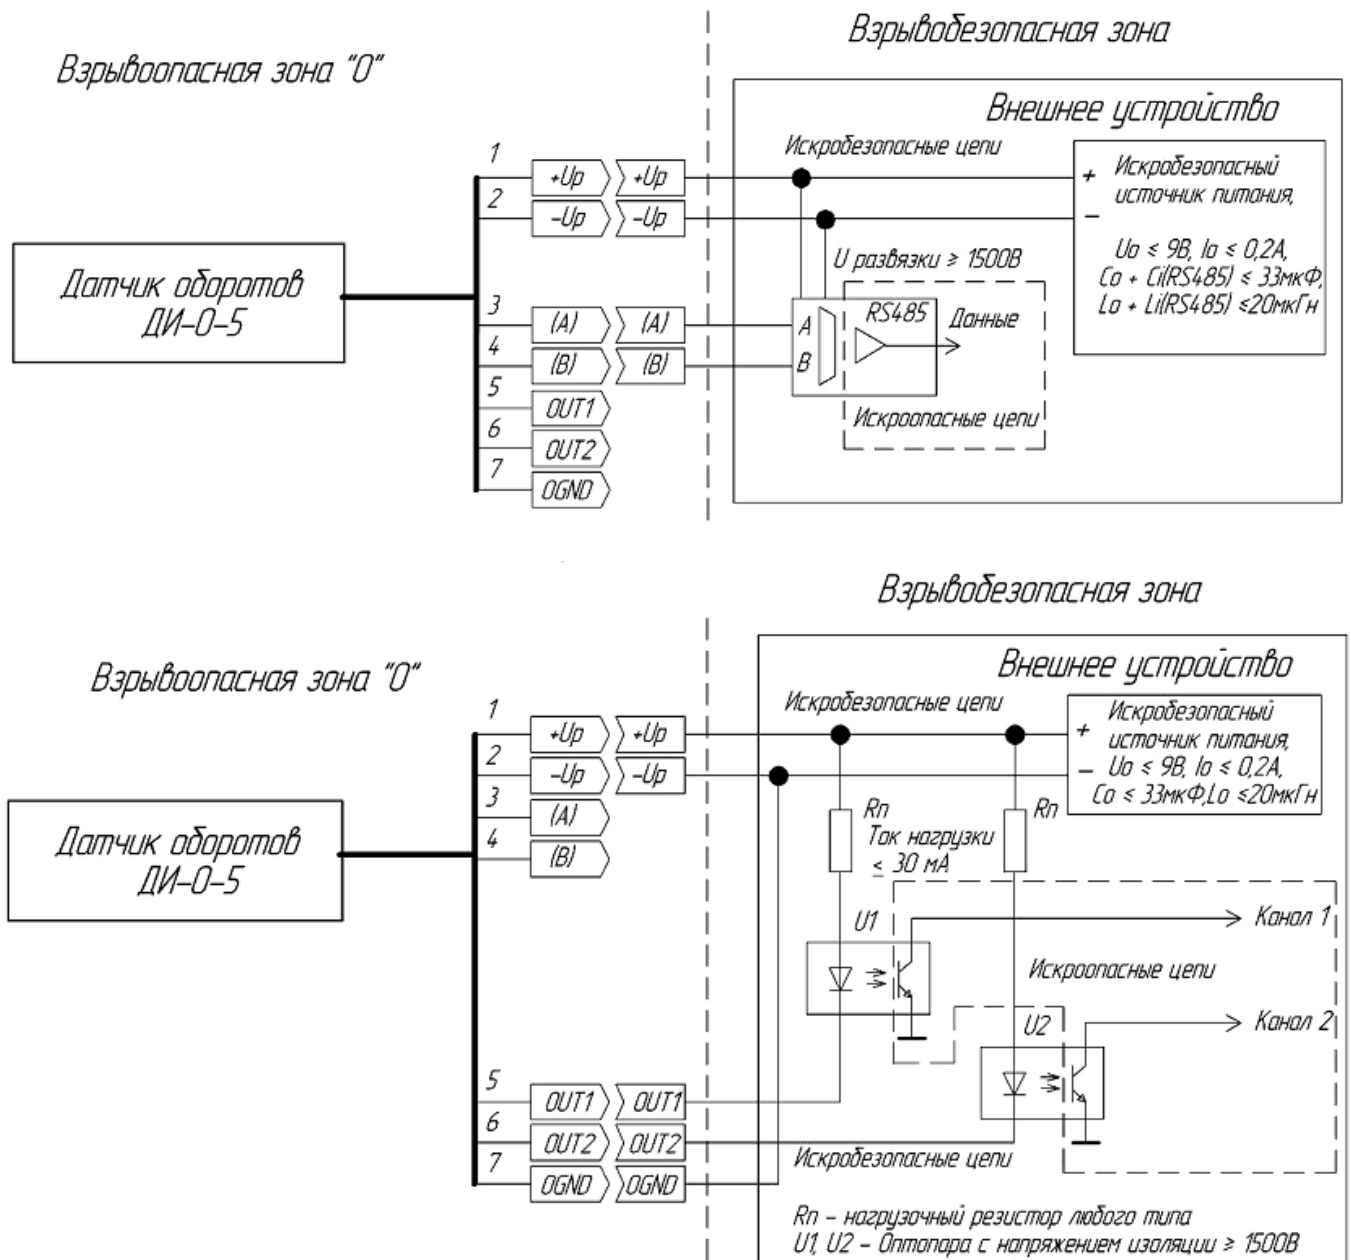 Взрывобезопасная зона
Взрывоопасная зона "0"
Внешнее устройство
Искробезопасные цепи
1
+Up
+Up
+
Искробезопасный
источник питания,
2
-Up
-Up
−
Uo ≤ 9В, Io ≤ 0,2А,
Co + Ci(RS485) ≤ 33мкФ,
Lo + Li(RS485) ≤20мкГн
Датчик оборотов
ДИ-О-5
U развязки ≥ 1500В
3
(A)
(A)
A
RS485
Данные
4
(B)
(B)
B
5
OUT1
Искроопасные цепи
6
OUT2
7
OGND
Взрывобезопасная зона
Взрывоопасная зона "0"
Внешнее устройство
Искробезопасные цепи
1
+Up
+Up
+
Искробезопасный
источник питания,
2
-Up
-Up
−
Uo ≤ 9В, Io ≤ 0,2А,
Co ≤ 33мкФ,Lo ≤20мкГн
3
(A)
4
(B)
Rп
Rп
Ток нагрузки
≤ 30 мА
Датчик оборотов
ДИ-О-5
U1
Канал 1
Искроопасные цепи
U2
Канал 2
5
OUT1
OUT1
6
OUT2
OUT2
7
OGND
OGND
Искробезопасные цепи
Rп - нагрузочный резистор любого типа
U1, U2 - Оптопара с напряжением изоляции ≥ 1500В